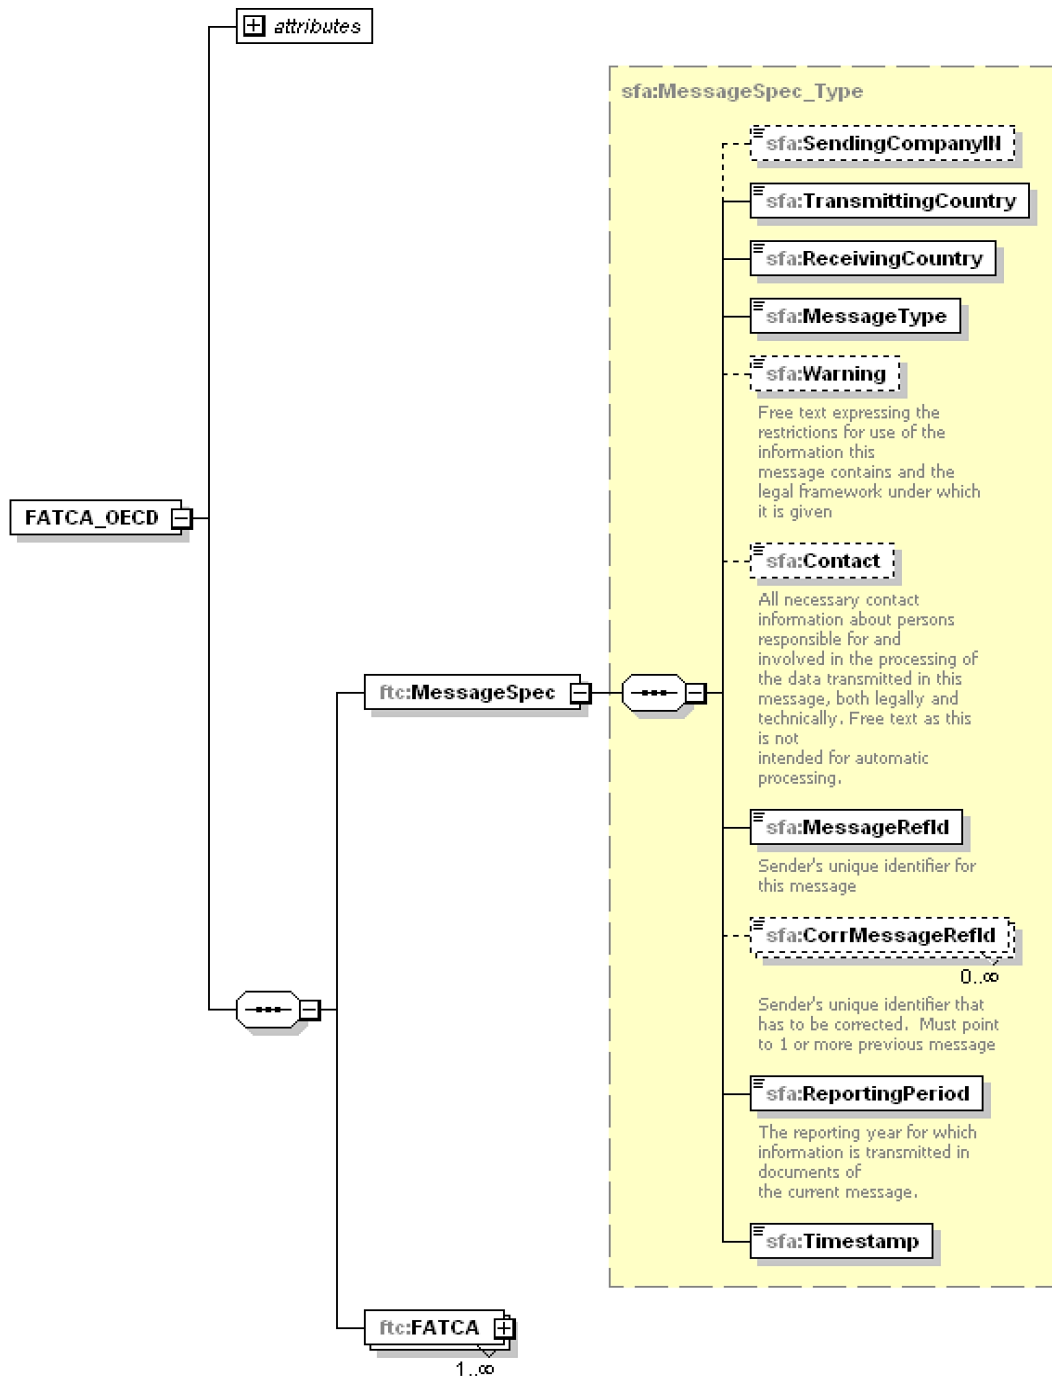 attributes
sfa:MessageSpec_Type
sfa:SendingCompanyIN
sfa:TransmittingCountry
sfa:ReceivingCountry
sfa:MessageType
sfa:Warning
Free text expressing the
restrictions for use of the
information this
message contains and the
legal framework under which
it is given
FATCA_OECD
sfa:Contact
All necessary contact
information about persons
responsible for and
involved in the processing of
the data transmitted in this
message, both legally and
technically. Free text as this
is not
intended for automatic
processing.
ftc:MessageSpec
sfa:MessageRefId
Sender's unique identifier for
this message
sfa:CorrMessageRefId
0..∞
Sender's unique identifier that
has to be corrected.  Must point
to 1 or more previous message
sfa:ReportingPeriod
The reporting year for which
information is transmitted in
documents of
the current message.
sfa:Timestamp
ftc:FATCA
1..∞